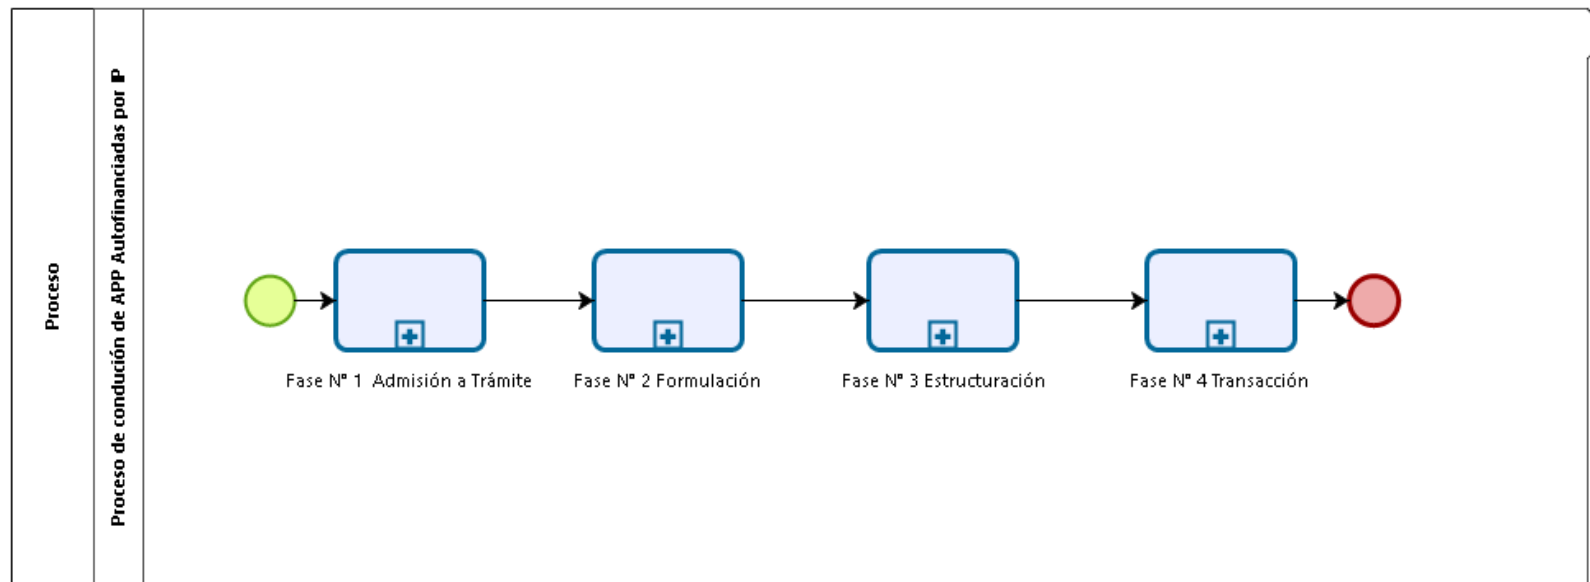 Proceso
Proceso de condución de APP Autofinanciadas por IP
Fase N° 1  Admisión a Trámite
Fase N° 2 Formulación
Fase N° 3 Estructuración
Fase N° 4 Transacción